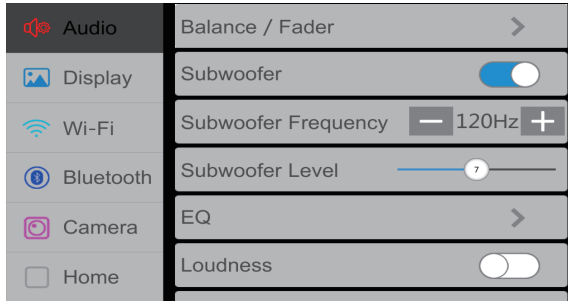 Audio
Display
Wi-Fi
Bluetooth
Camera
Home
Balance / Fader
Subwoofer
Subwoofer Frequency 120Hz
Subwoofer Level 7
EQ
Loudness